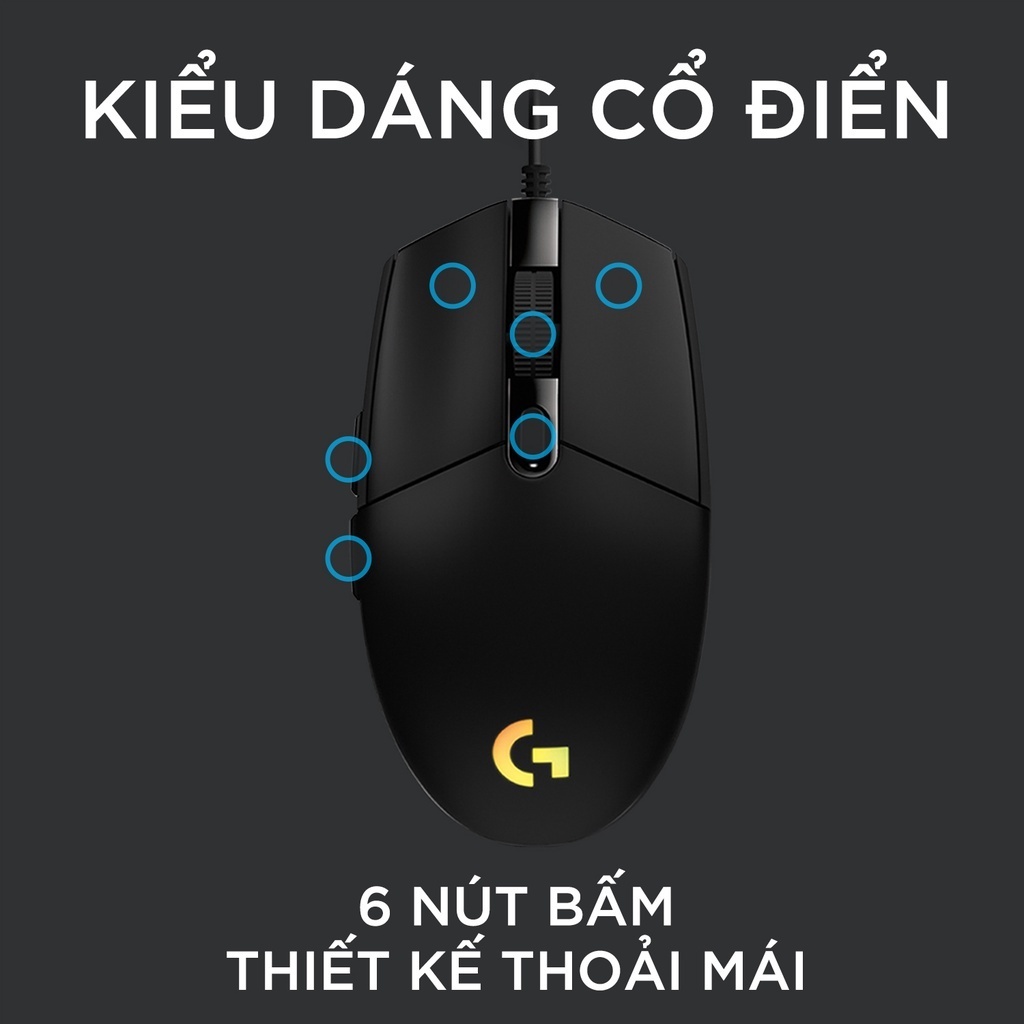 KIỂU DÁNG CỔ ĐIỂN
G
6 NÚT BẤM
THIẾT KẾ THOẢI MÁI